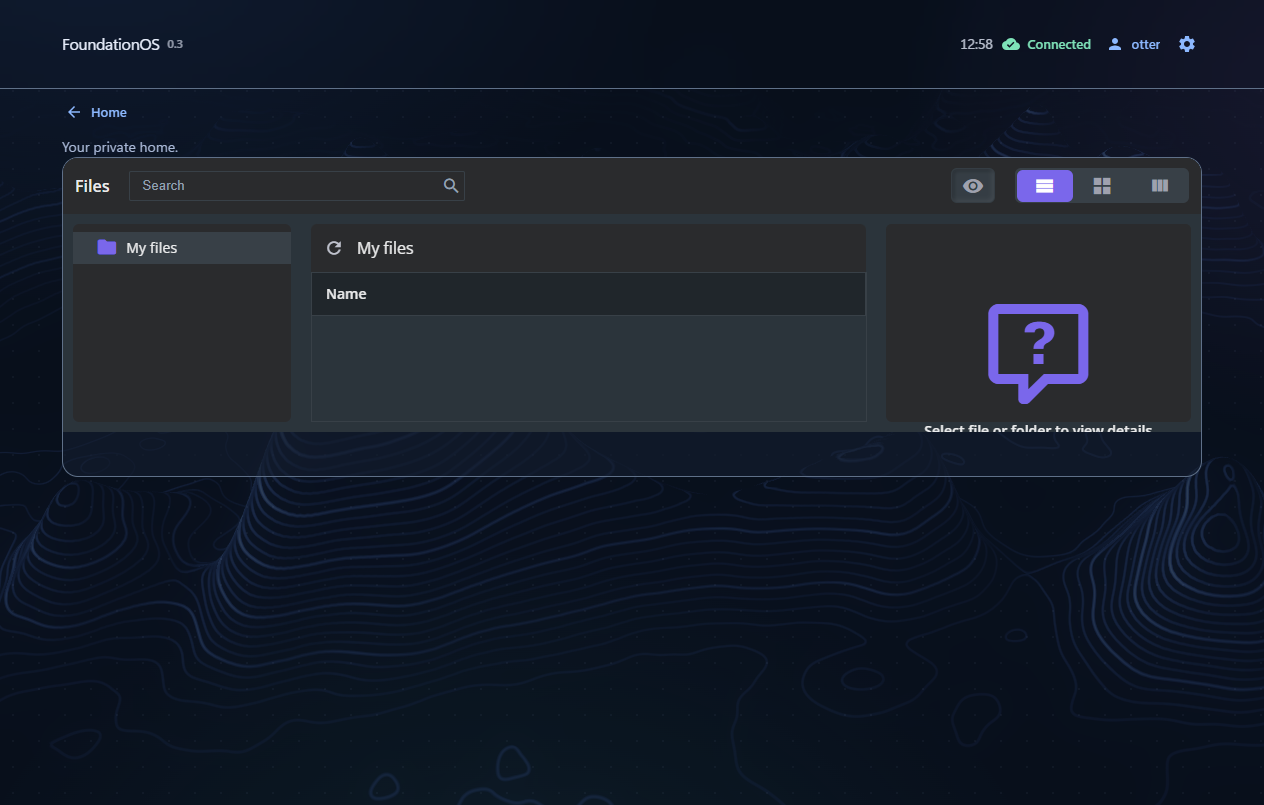 FoundationOS 0.3
12:58 Connected otter
Home
Your private home.
Files Search
My files
My files
Name
?
Select file or folder to view details